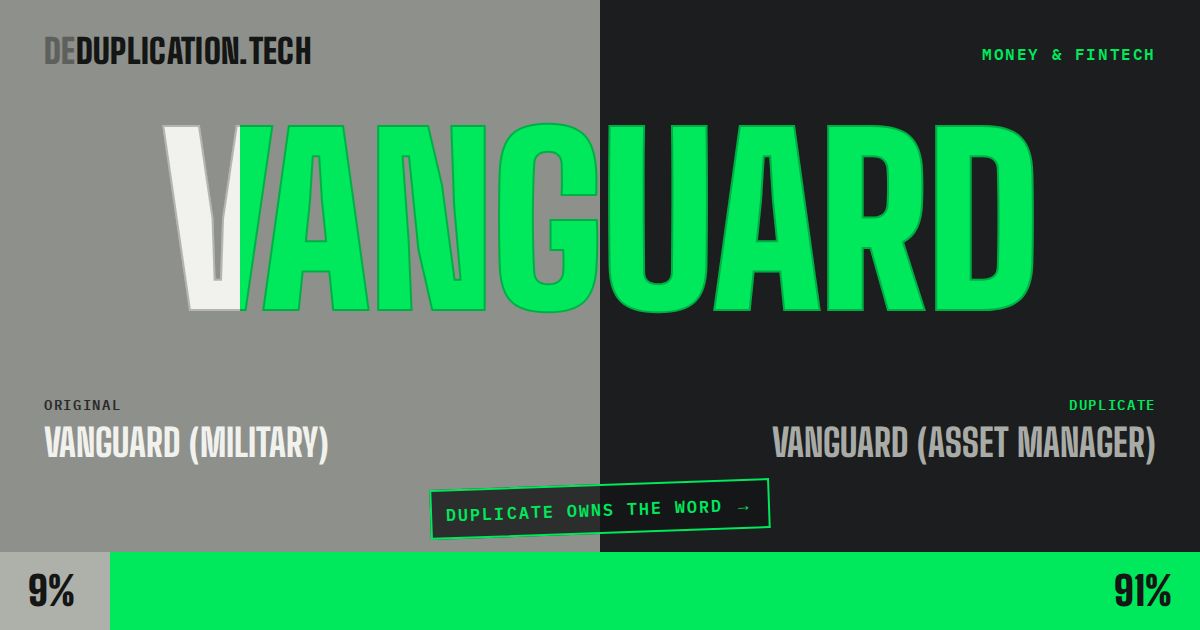 DEDUPLICATION.TECH
MONEY & FINTECH
VANGUARD
ORIGINAL
VANGUARD (MILITARY)
DUPLICATE
VANGUARD (ASSET MANAGER)
DUPLICATE OWNS THE WORD →
9%
91%